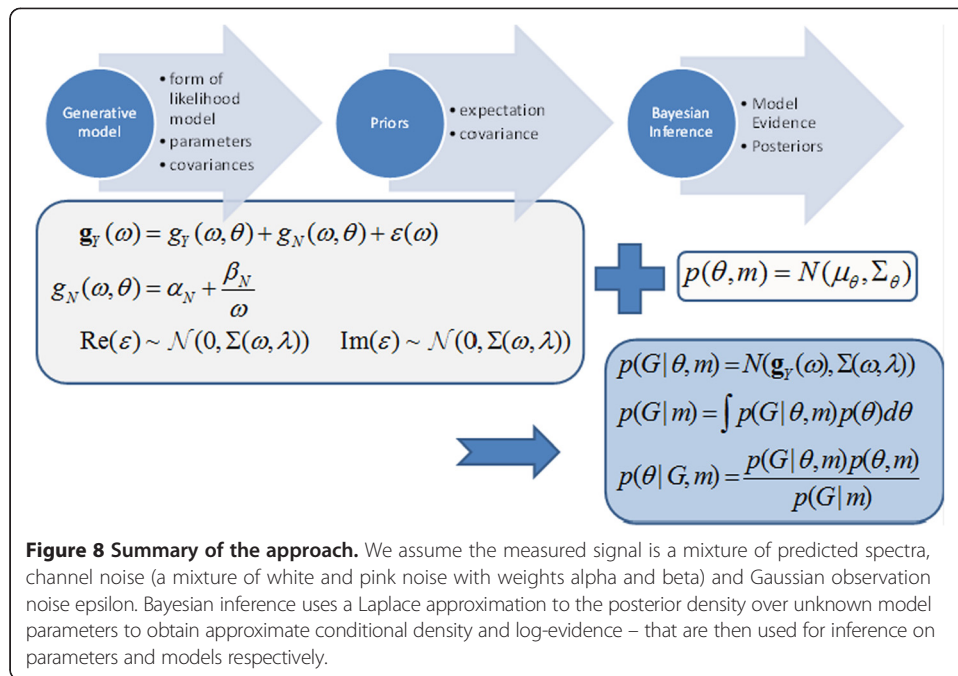 Generative
model
• form of
likelihood
model
• parameters
• covariances
Priors
• expectation
• covariance
Bayesian
Inference
• Model
Evidence
• Posteriors
𝐠_Y(ω) = g_Y(ω,θ) + g_N(ω,θ) + ε(ω)
g_N(ω,θ) = α_N + β_N/ω
Re(ε) ~ 𝒩(0, Σ(ω,λ)) Im(ε) ~ 𝒩(0, Σ(ω,λ))
p(θ,m) = N(μ_θ, Σ_θ)
p(G|θ,m) = N(𝐠_Y(ω), Σ(ω,λ))
p(G|m) = ∫ p(G|θ,m)p(θ)dθ
p(θ|G,m) = p(G|θ,m)p(θ,m)/p(G|m)
Figure 8 Summary of the approach. We assume the measured signal is a mixture of predicted spectra,
channel noise (a mixture of white and pink noise with weights alpha and beta) and Gaussian observation
noise epsilon. Bayesian inference uses a Laplace approximation to the posterior density over unknown model
parameters to obtain approximate conditional density and log-evidence – that are then used for inference on
parameters and models respectively.